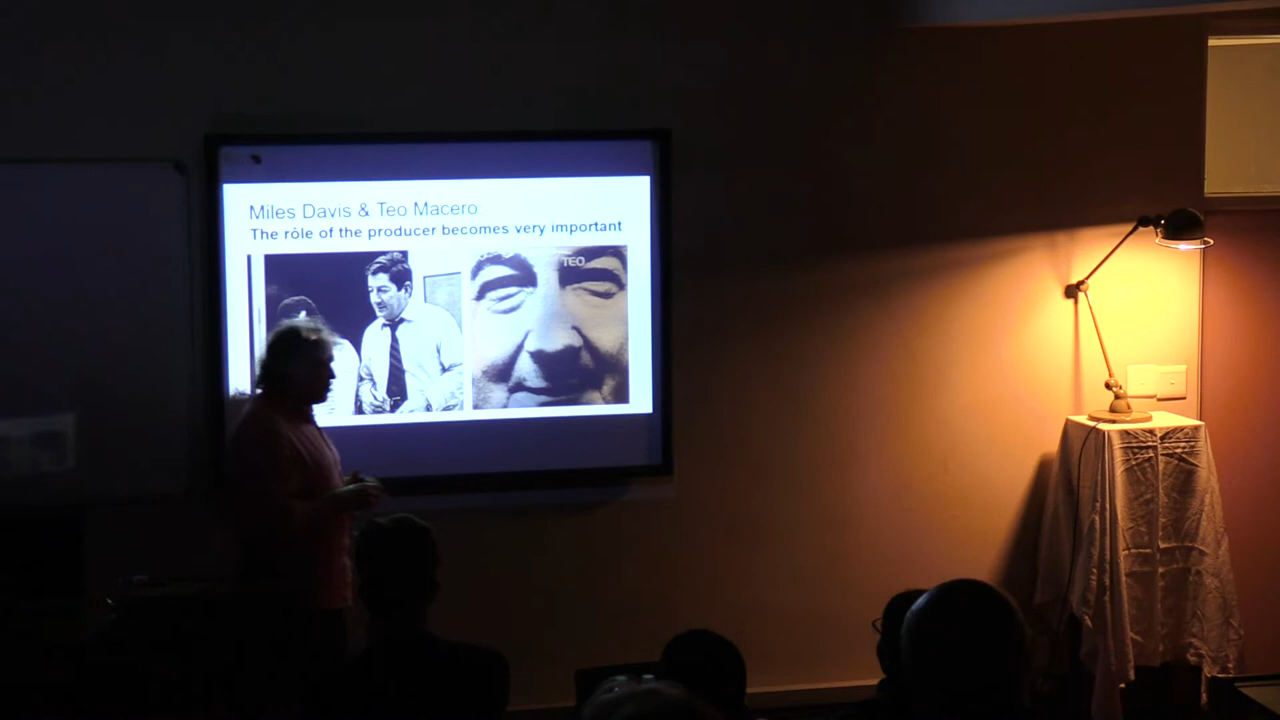 Miles Davis & Teo Macero
The rôle of the producer becomes very important
TEO